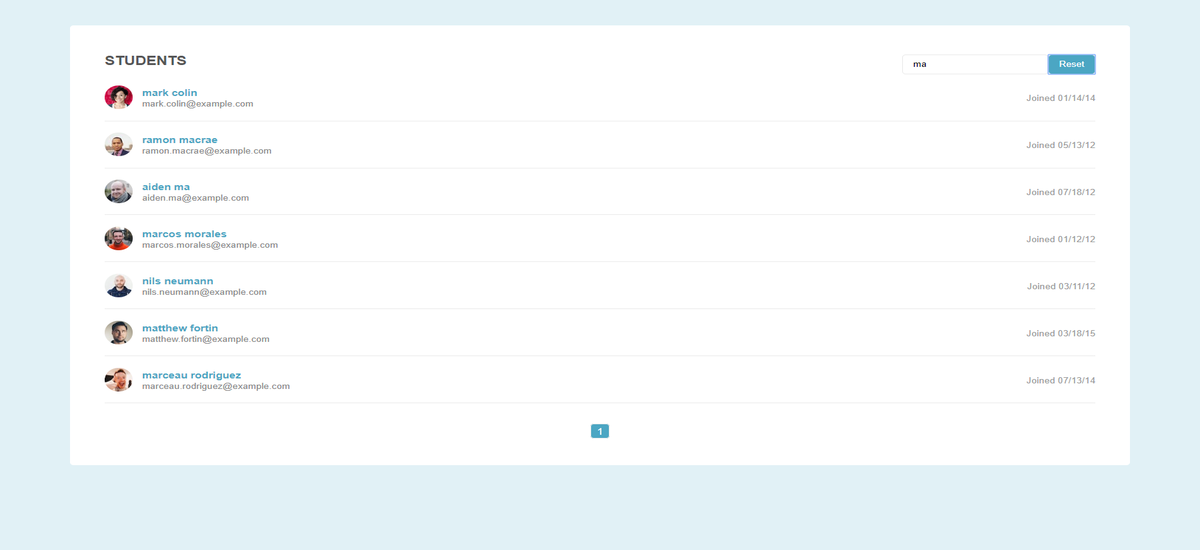 STUDENTS
ma
Reset
mark colin
mark.colin@example.com
Joined 01/14/14
ramon macrae
ramon.macrae@example.com
Joined 05/13/12
aiden ma
aiden.ma@example.com
Joined 07/18/12
marcos morales
marcos.morales@example.com
Joined 01/12/12
nils neumann
nils.neumann@example.com
Joined 03/11/12
matthew fortin
matthew.fortin@example.com
Joined 03/18/15
marceau rodriguez
marceau.rodriguez@example.com
Joined 07/13/14
1